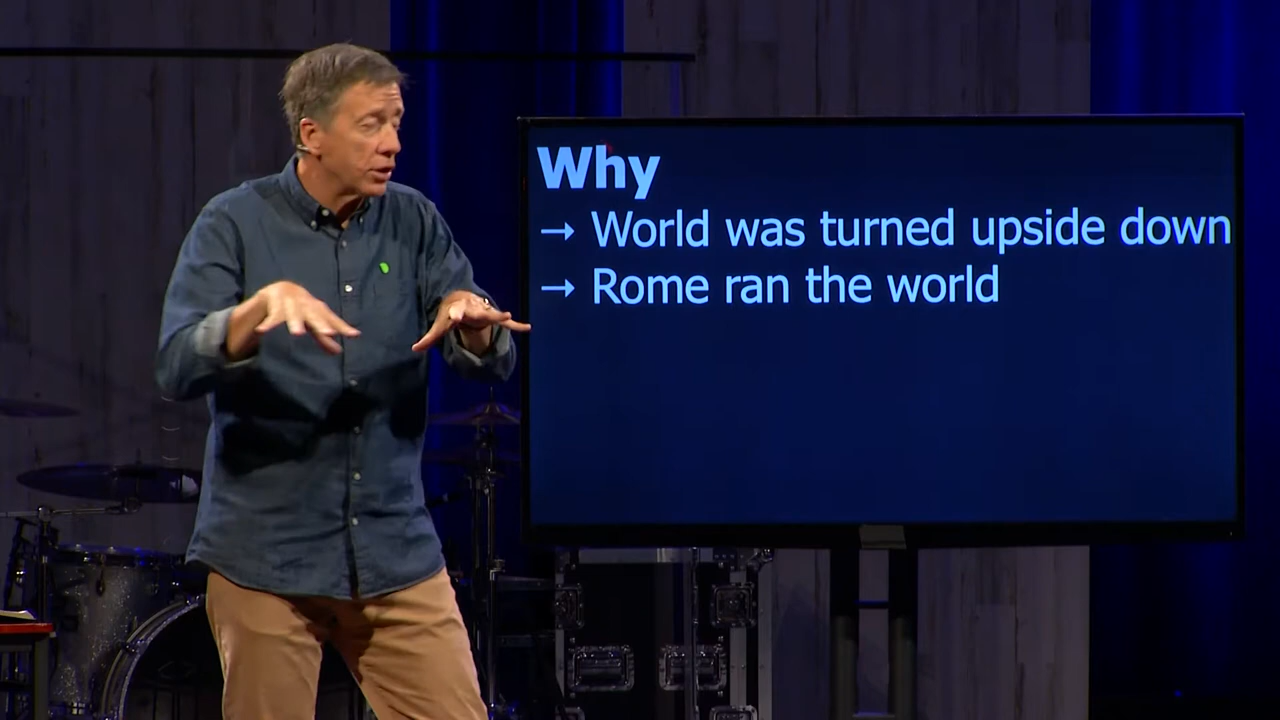 Why
→ World was turned upside down
→ Rome ran the world